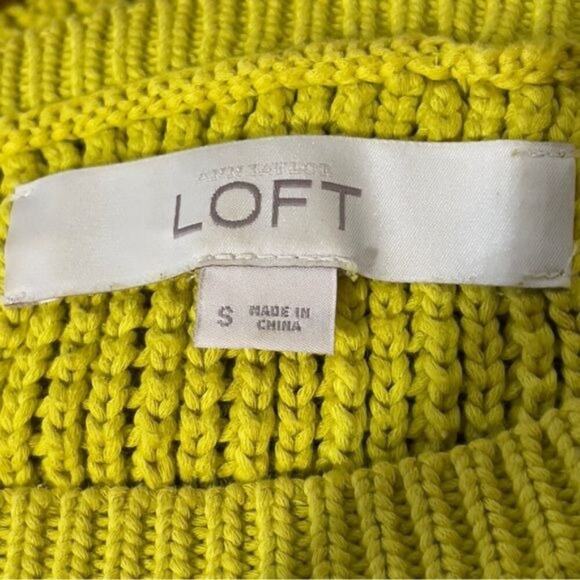 ANN TAYLOR
LOFT
S
MADE IN
CHINA